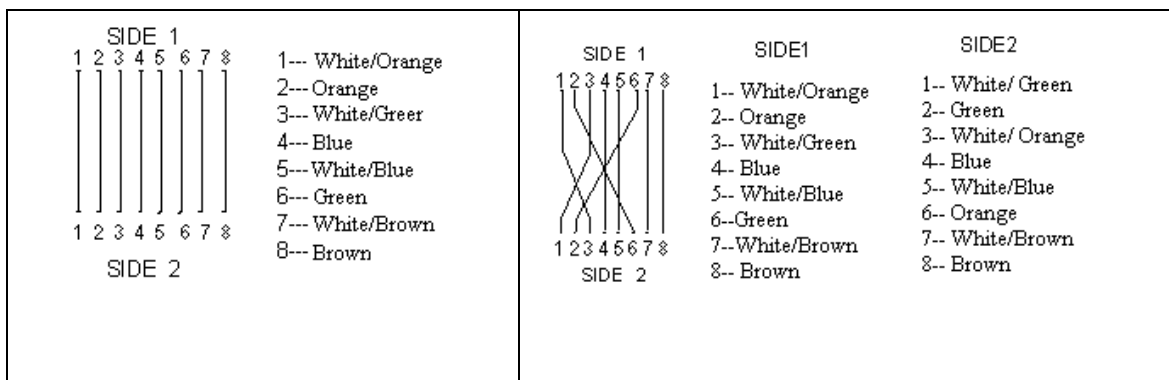 SIDE 1
1 2 3 4 5 6 7 8
1 2 3 4 5 6 7 8
SIDE 2
1--- White/Orange
2--- Orange
3--- White/Greer
4--- Blue
5--- White/Blue
6--- Green
7--- White/Brown
8--- Brown
SIDE 1
1 2 3 4 5 6 7 8
1 2 3 4 5 6 7 8
SIDE 2
SIDE1
1-- White/Orange
2-- Orange
3-- White/Green
4-- Blue
5-- White/Blue
6--Green
7--White/Brown
8-- Brown
SIDE2
1-- White/ Green
2-- Green
3-- White/ Orange
4-- Blue
5-- White/Blue
6-- Orange
7-- White/Brown
8-- Brown